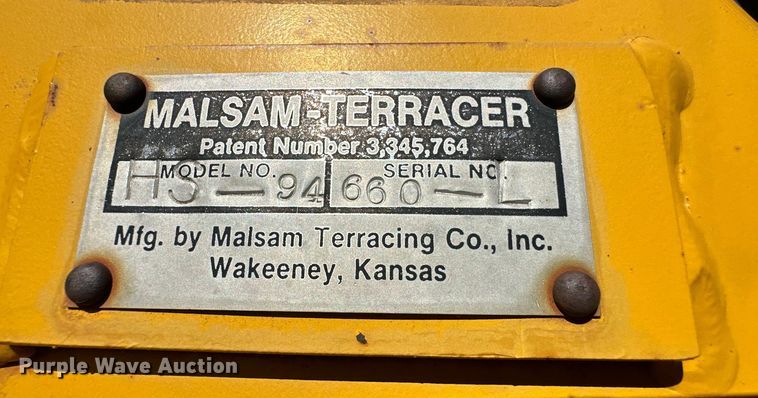 MALSAM-TERRACER
Patent Number 3,345,764
MODEL NO. SERIAL NO.
HS-94 660-L
Mfg. by Malsam Terracing Co., Inc.
Wakeeney, Kansas
Purple Wave Auction